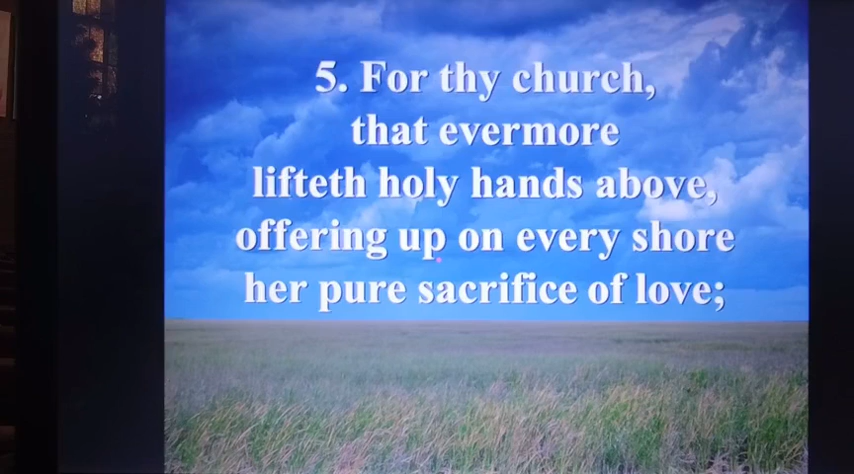 5. For thy church,
that evermore
lifteth holy hands above,
offering up on every shore
her pure sacrifice of love;